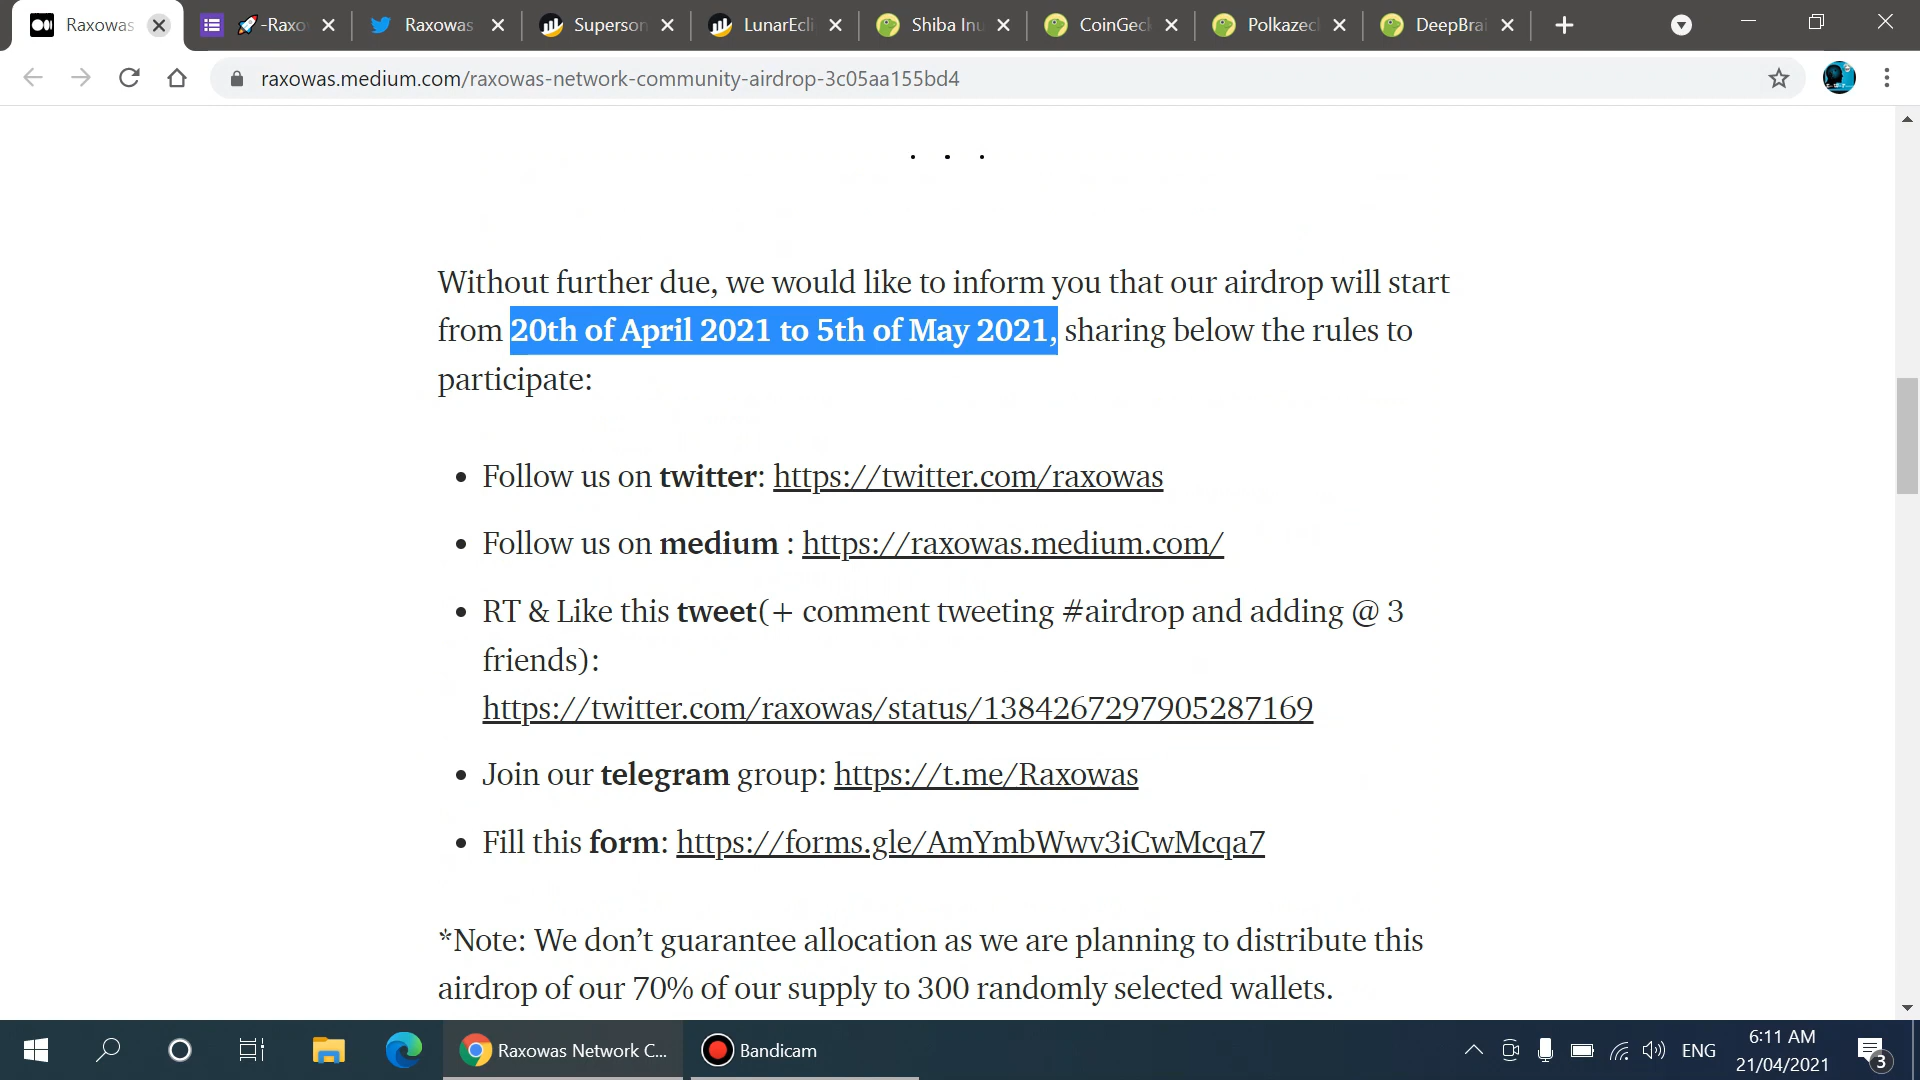 Raxowas
-Raxo
Raxowas
Superson
LunarEcli
Shiba Inu
CoinGeck
Polkazec
DeepBrai
raxowas.medium.com/raxowas-network-community-airdrop-3c05aa155bd4
. . .
Without further due, we would like to inform you that our airdrop will start
from 20th of April 2021 to 5th of May 2021, sharing below the rules to
participate:
• Follow us on twitter: https://twitter.com/raxowas
• Follow us on medium : https://raxowas.medium.com/
• RT & Like this tweet(+ comment tweeting #airdrop and adding @ 3
friends):
https://twitter.com/raxowas/status/1384267297905287169
• Join our telegram group: https://t.me/Raxowas
• Fill this form: https://forms.gle/AmYmbWwv3iCwMcqa7
*Note: We don’t guarantee allocation as we are planning to distribute this
airdrop of our 70% of our supply to 300 randomly selected wallets.
Raxowas Network C...
Bandicam
ENG
6:11 AM
21/04/2021
3